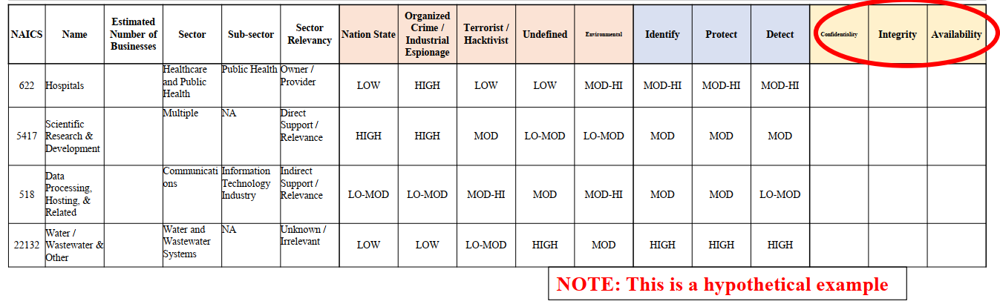 NAICS
Name
Estimated
Number of
Businesses
Sector
Sub-sector
Sector
Relevancy
Nation State
Organized
Crime /
Industrial
Espionage
Terrorist /
Hacktivist
Undefined
Environmental
Identify
Protect
Detect
Confidentiality
Integrity
Availability
622
Hospitals
Healthcare
and Public
Health
Public Health
Owner /
Provider
LOW
HIGH
LOW
LOW
MOD-HI
MOD-HI
MOD-HI
MOD-HI
5417
Scientific
Research &
Development
Multiple
NA
Direct
Support /
Relevance
HIGH
HIGH
MOD
LO-MOD
LO-MOD
MOD
MOD
MOD
518
Data
Processing,
Hosting, &
Related
Communicati
ons
Information
Technology
Industry
Indirect
Support /
Relevance
LO-MOD
LO-MOD
MOD-HI
MOD
MOD-HI
MOD
MOD
LO-MOD
22132
Water /
Wastewater &
Other
Water and
Wastewater
Systems
NA
Unknown /
Irrelevant
LOW
LOW
LO-MOD
HIGH
MOD
HIGH
HIGH
HIGH
NOTE: This is a hypothetical example